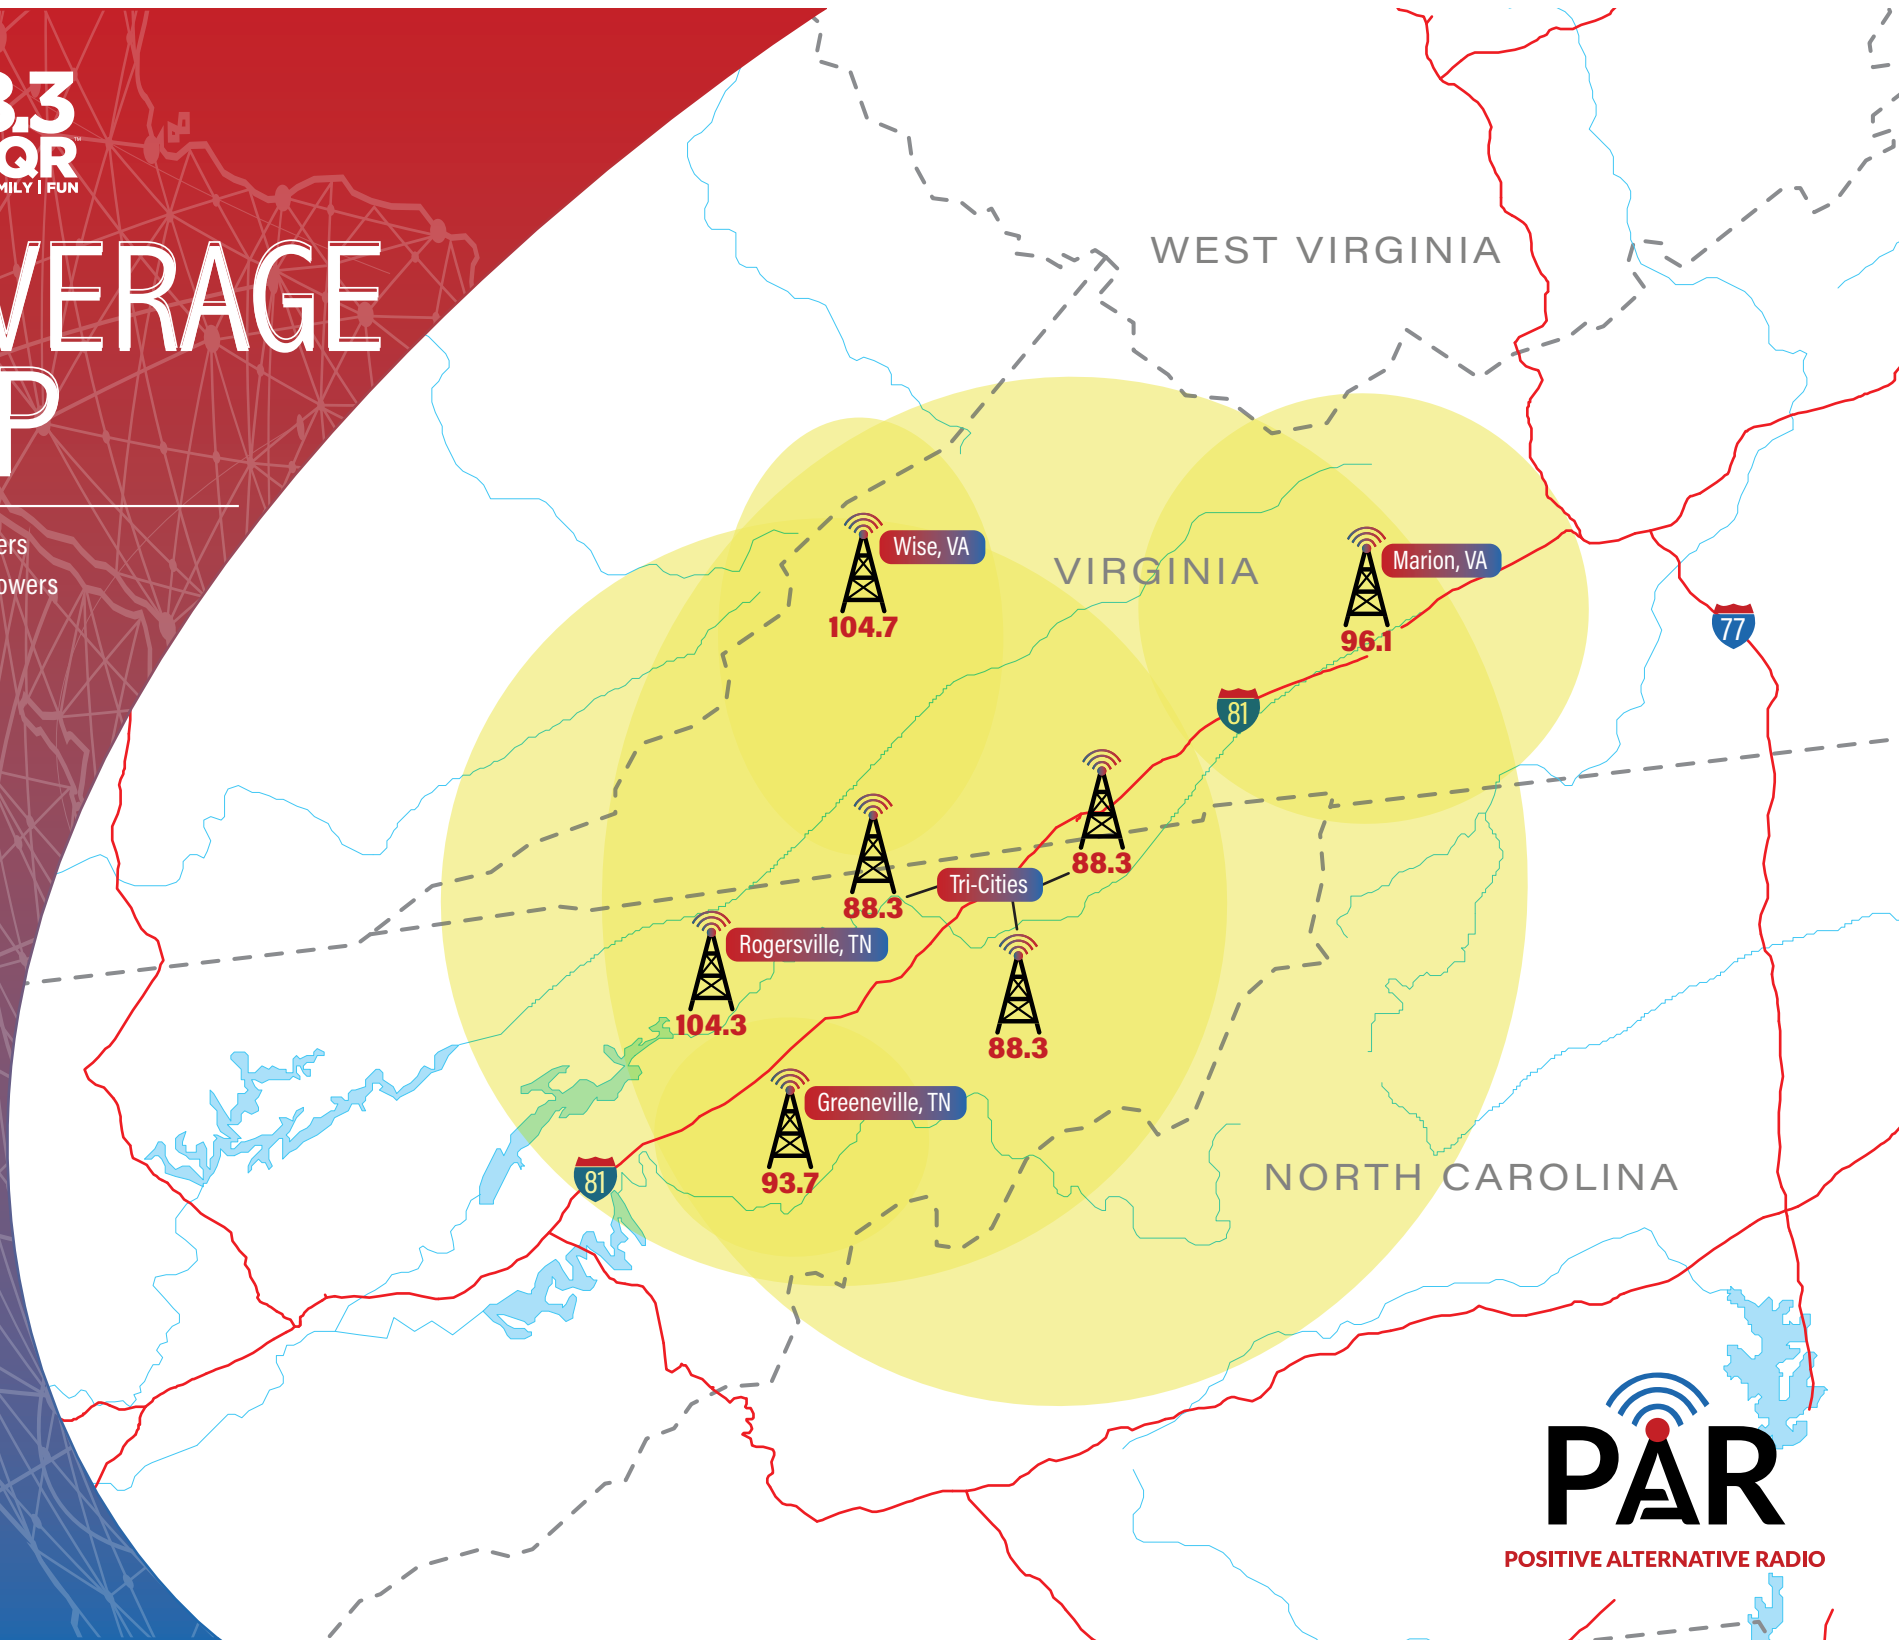 8.3
QR™
MILY | FUN
VERAGE
P
ers
owers
WEST VIRGINIA
Wise, VA
104.7
VIRGINIA
Marion, VA
96.1
77
81
88.3
Tri-Cities
88.3
Rogersville, TN
104.3
88.3
Greeneville, TN
93.7
81
NORTH CAROLINA
PAR
POSITIVE ALTERNATIVE RADIO